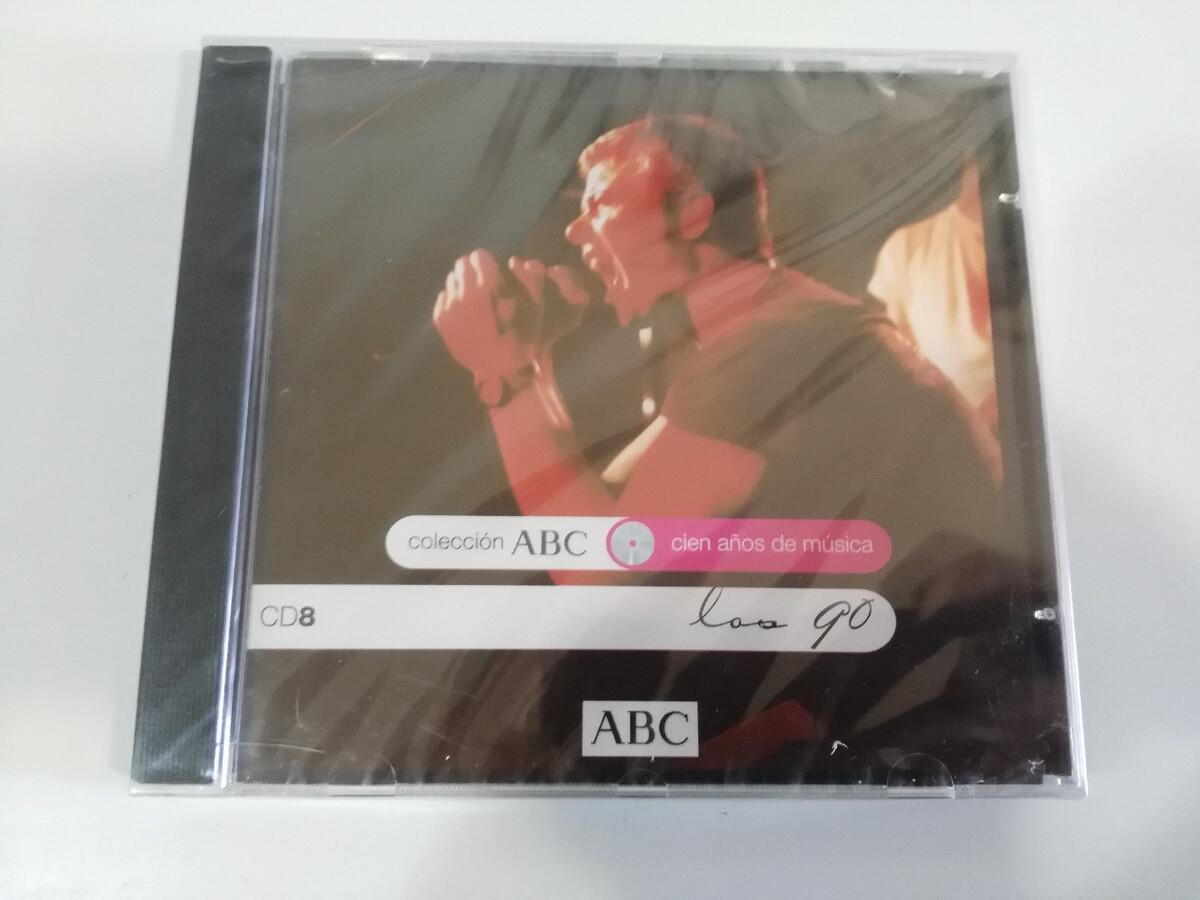 colección ABC cien años de música
CD8 los 90
ABC